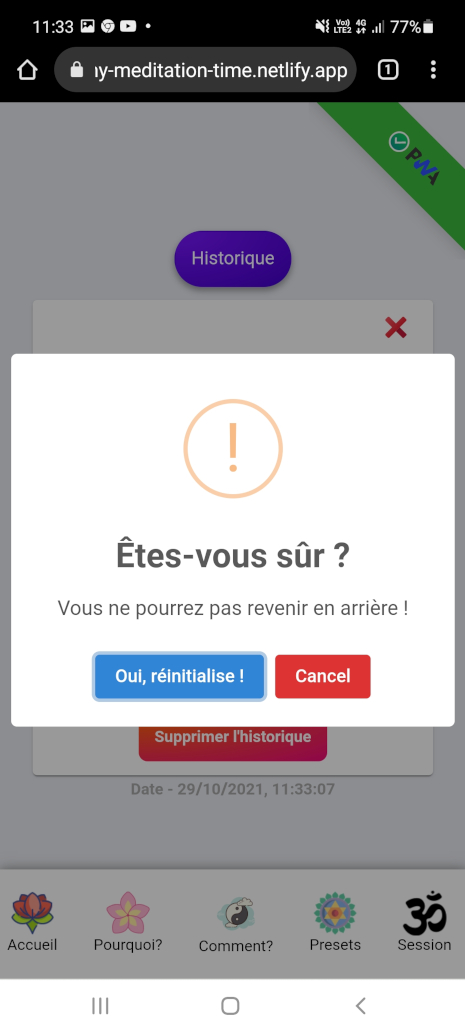 11:33 Vo)) LTE2 4G 77%
ıy-meditation-time.netlify.app 1
PWA
Historique
Êtes-vous sûr ?
Vous ne pourrez pas revenir en arrière !
Oui, réinitialise ! Cancel
Supprimer l'historique
Date - 29/10/2021, 11:33:07
Accueil Pourquoi? Comment? Presets Session